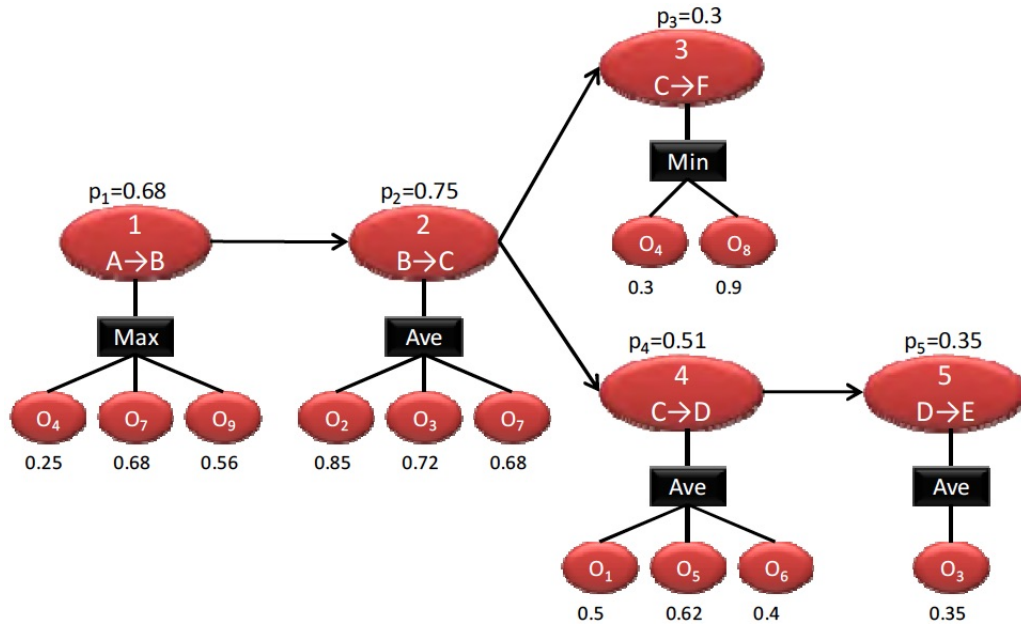 p₃=0.3
3
C→F
Min
O₄ O₈
0.3 0.9
p₁=0.68
1
A→B
Max
O₄ O₇ O₉
0.25 0.68 0.56
p₂=0.75
2
B→C
Ave
O₂ O₃ O₇
0.85 0.72 0.68
p₄=0.51
4
C→D
Ave
O₁ O₅ O₆
0.5 0.62 0.4
p₅=0.35
5
D→E
Ave
O₃
0.35